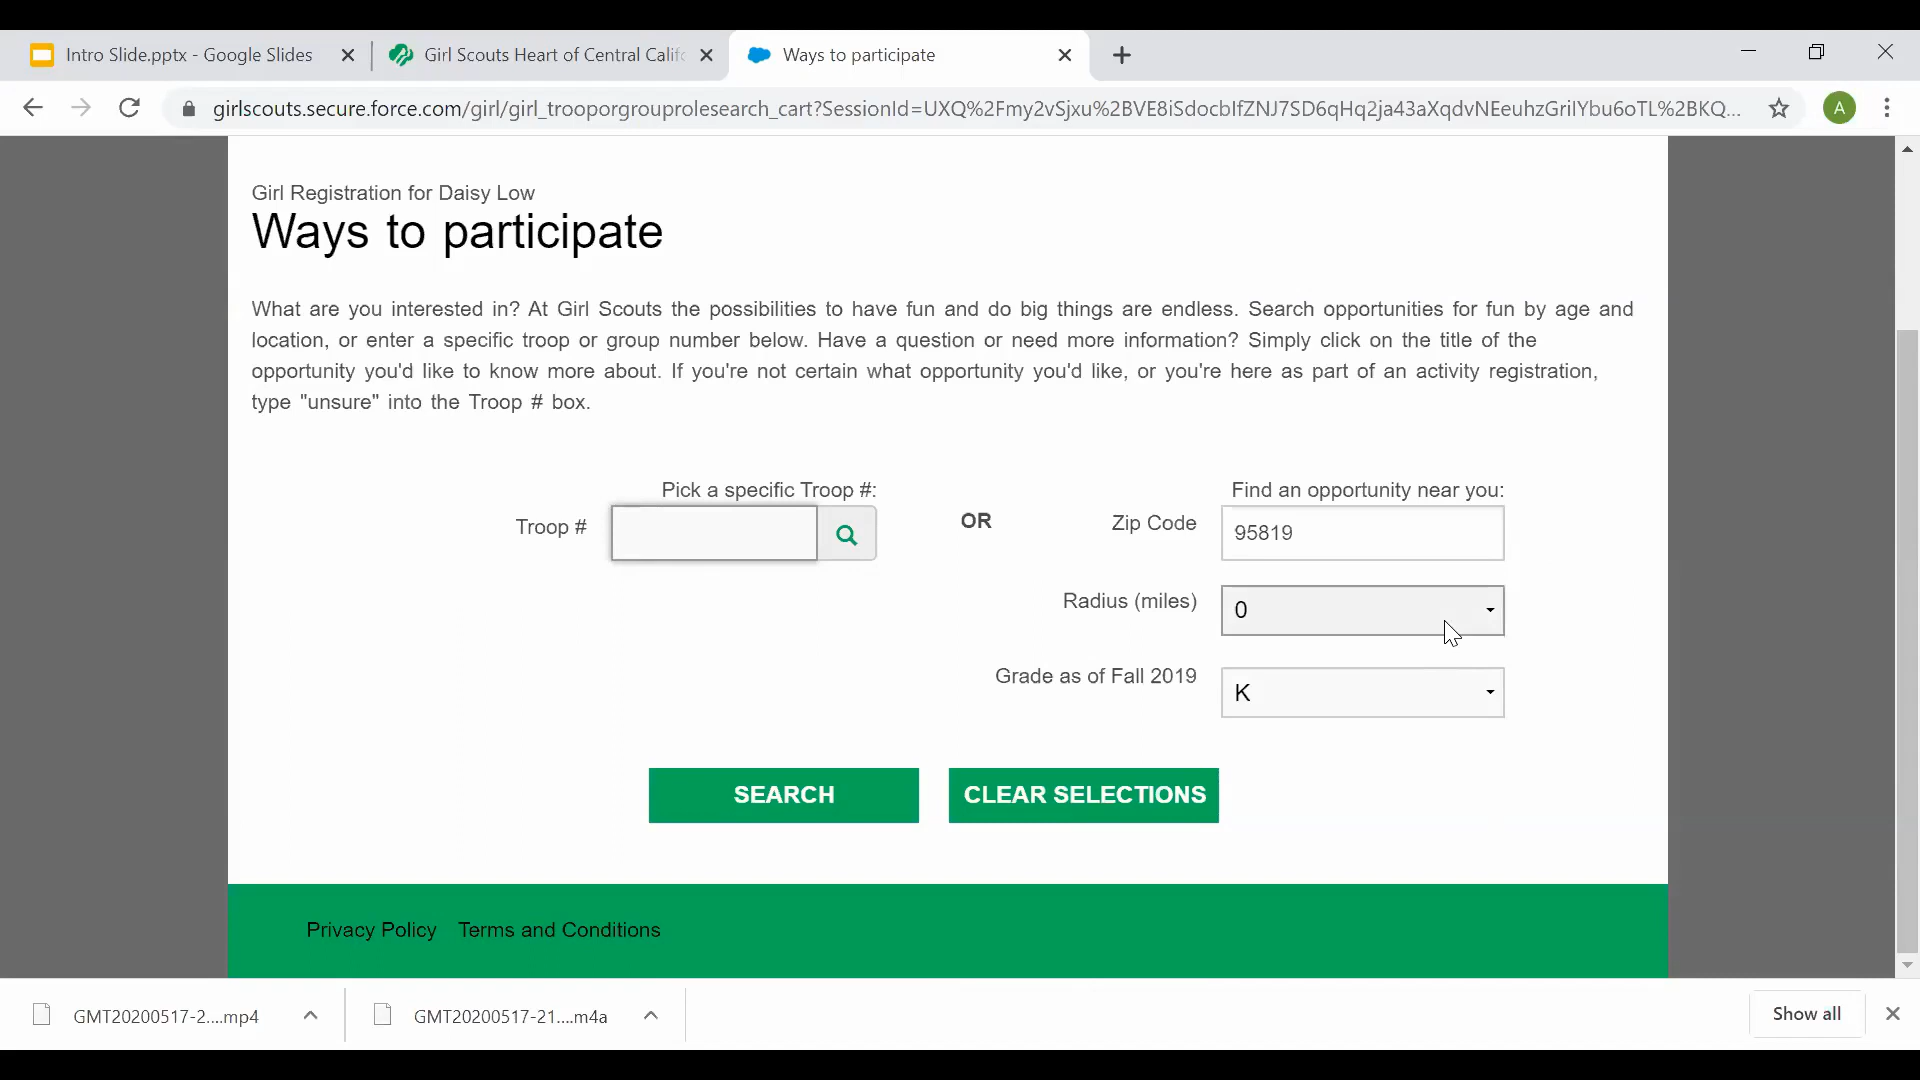 Intro Slide.pptx - Google Slides
Girl Scouts Heart of Central Califo
Ways to participate
girlscouts.secure.force.com/girl/girl_trooporgrouprolesearch_cart?SessionId=UXQ%2Fmy2vSjxu%2BVE8iSdocbIfZNJ7SD6qHq2ja43aXqdvNEeuhzGriIYbu6oTL%2BKQ...
A
Girl Registration for Daisy Low
Ways to participate
What are you interested in? At Girl Scouts the possibilities to have fun and do big things are endless. Search opportunities for fun by age and
location, or enter a specific troop or group number below. Have a question or need more information? Simply click on the title of the
opportunity you'd like to know more about. If you're not certain what opportunity you'd like, or you're here as part of an activity registration,
type "unsure" into the Troop # box.
Pick a specific Troop #:
Troop #
OR
Find an opportunity near you:
Zip Code
95819
Radius (miles)
0
Grade as of Fall 2019
K
SEARCH
CLEAR SELECTIONS
Privacy Policy Terms and Conditions
GMT20200517-2....mp4
GMT20200517-21....m4a
Show all